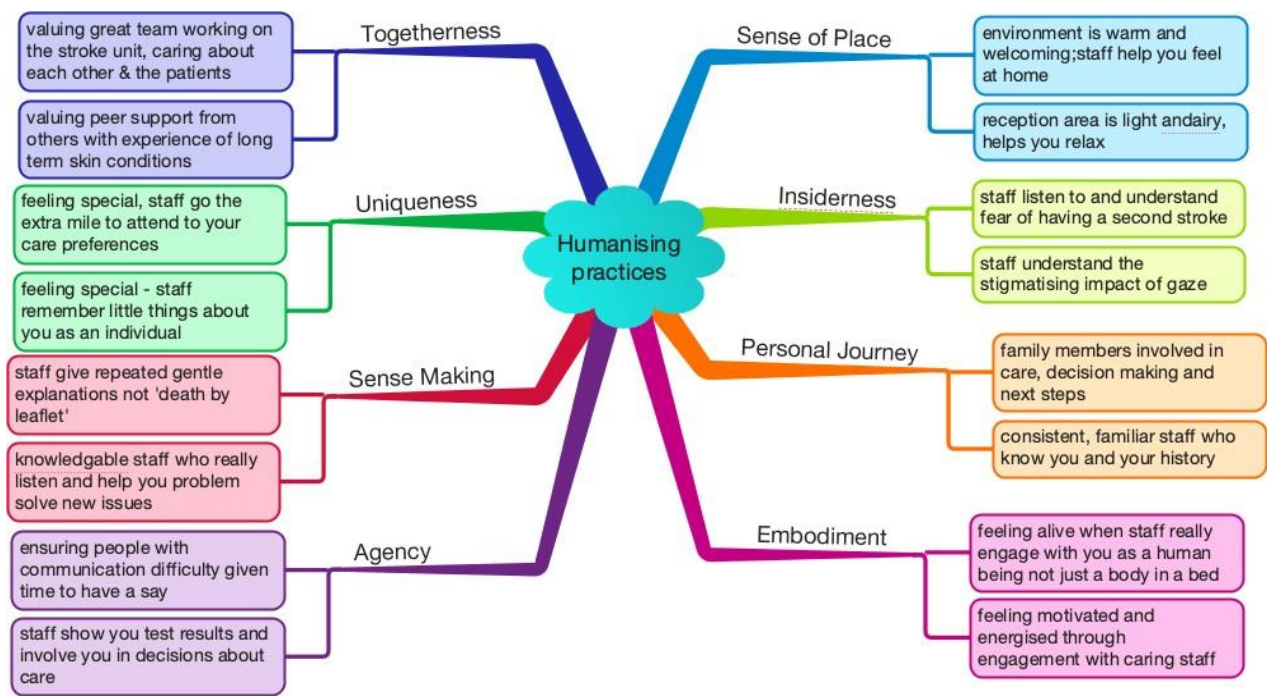 Humanising
practices
Togetherness
valuing great team working on
the stroke unit, caring about
each other & the patients
valuing peer support from
others with experience of long
term skin conditions
Uniqueness
feeling special, staff go the
extra mile to attend to your
care preferences
feeling special - staff
remember little things about
you as an individual
Sense Making
staff give repeated gentle
explanations not 'death by
leaflet'
knowledgable staff who really
listen and help you problem
solve new issues
Agency
ensuring people with
communication difficulty given
time to have a say
staff show you test results and
involve you in decisions about
care
Sense of Place
environment is warm and
welcoming;staff help you feel
at home
reception area is light andairy,
helps you relax
Insiderness
staff listen to and understand
fear of having a second stroke
staff understand the
stigmatising impact of gaze
Personal Journey
family members involved in
care, decision making and
next steps
consistent, familiar staff who
know you and your history
Embodiment
feeling alive when staff really
engage with you as a human
being not just a body in a bed
feeling motivated and
energised through
engagement with caring staff